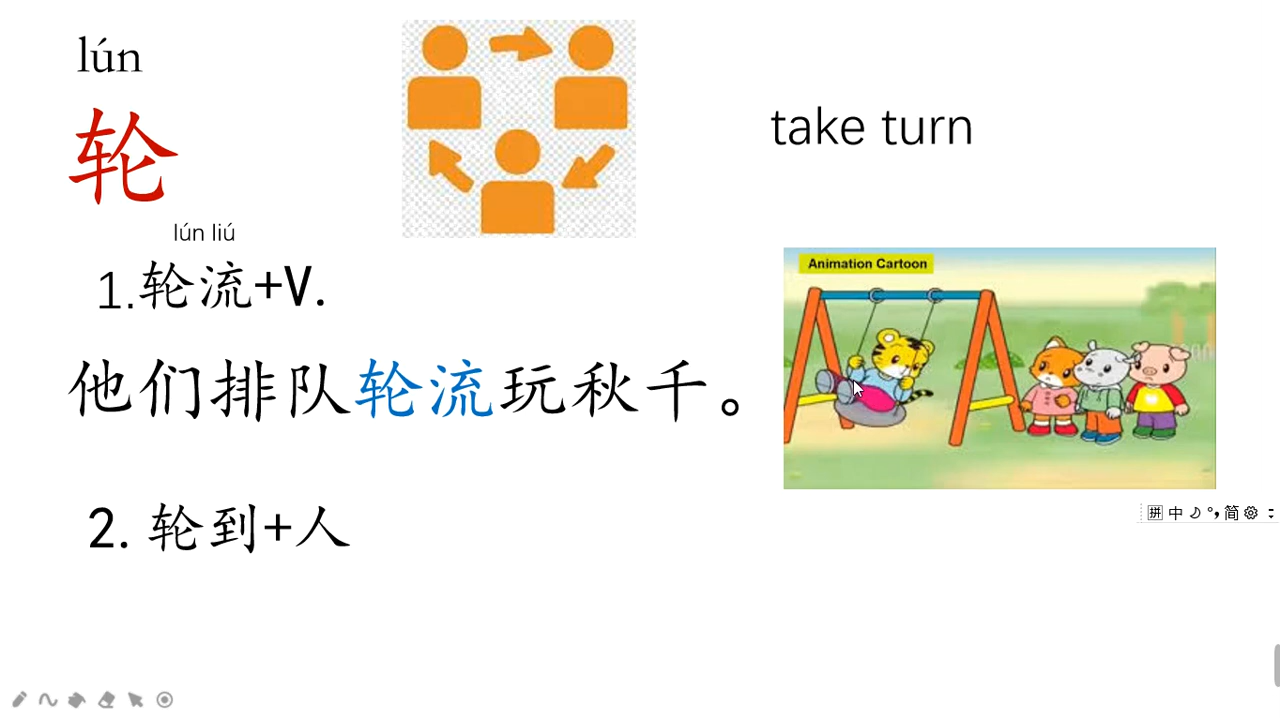 lún
轮
take turn
lún liú
1.轮流+V.
Animation Cartoon
他们排队轮流玩秋千。
2. 轮到+人
拼 中 简